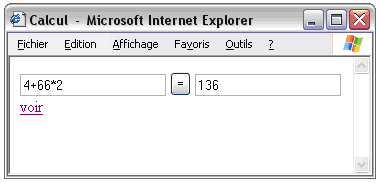 Calcul - Microsoft Internet Explorer
Fichier Edition Affichage Favoris Outils ?
4+66*2 = 136
voir